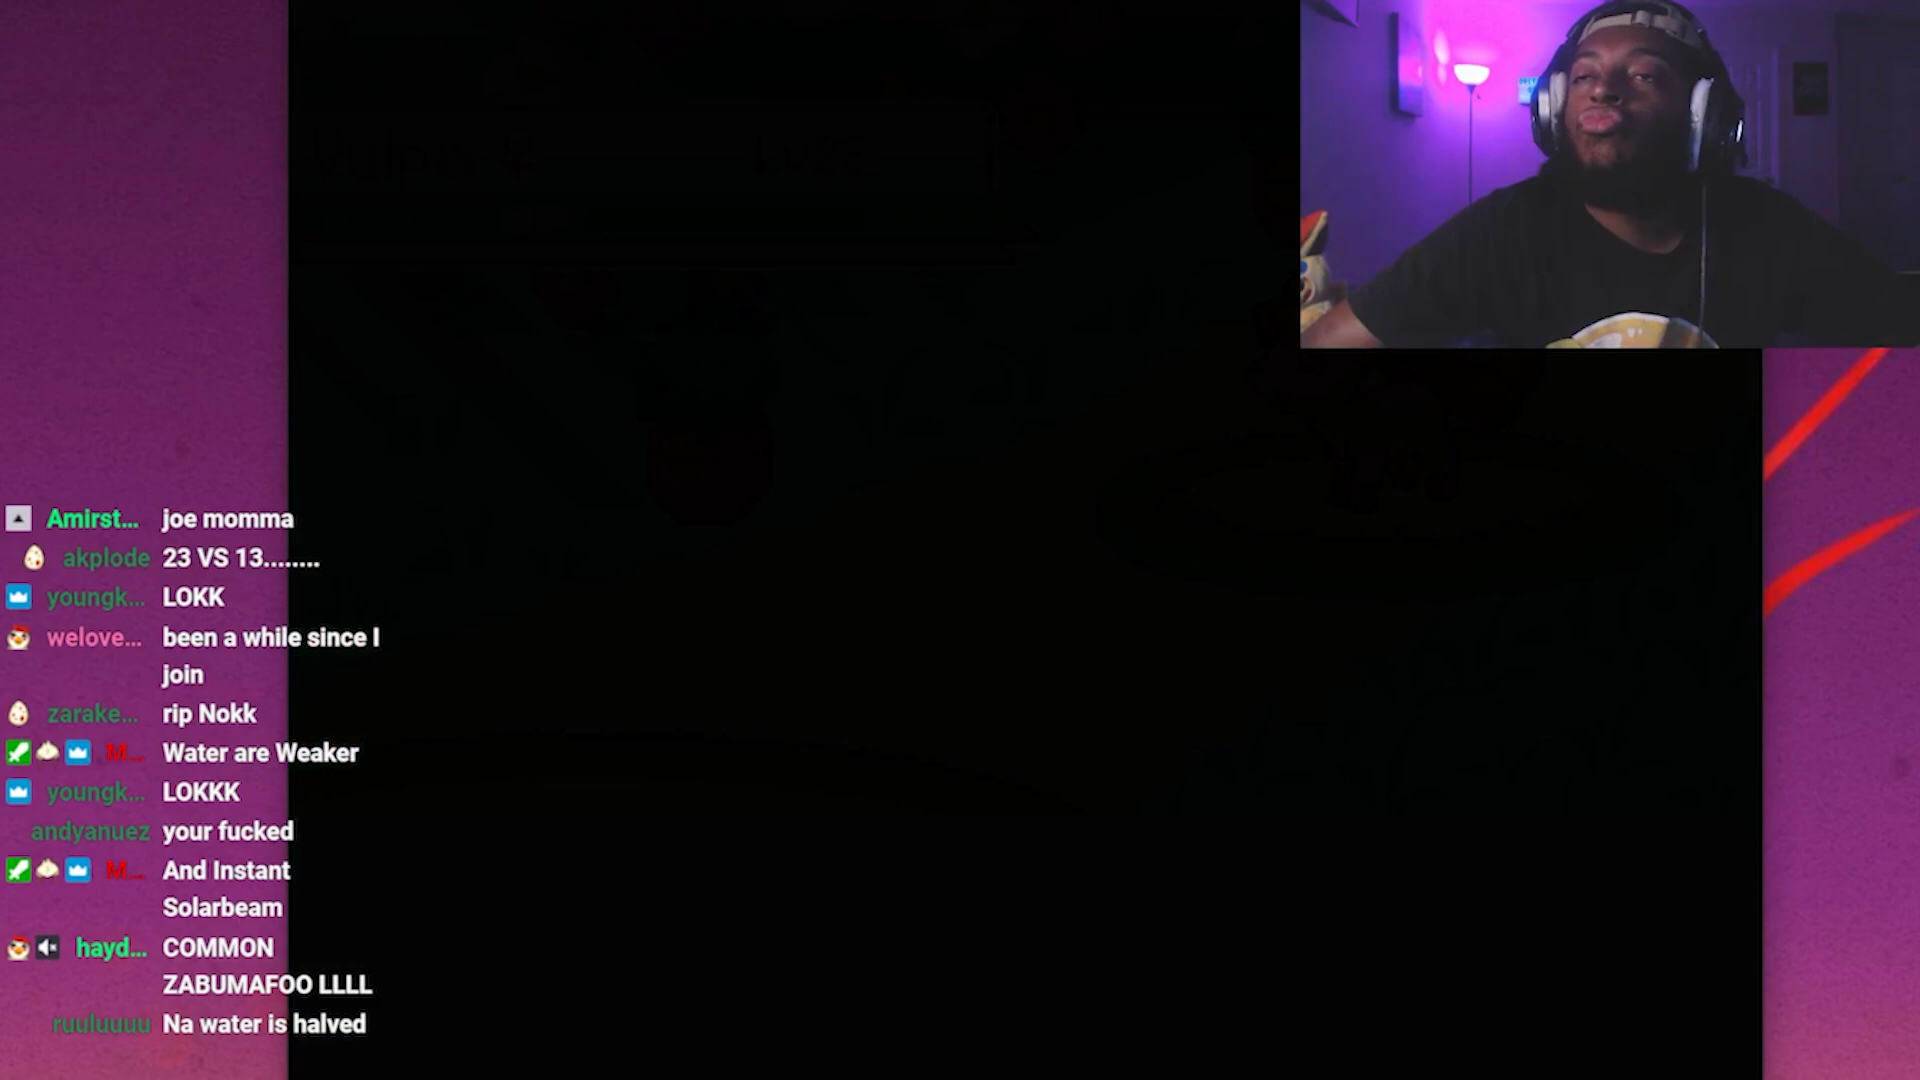 Amirst... joe momma
akplode 23 VS 13........
youngk... LOKK
welove... been a while since I
join
zarake... rip Nokk
M... Water are Weaker
youngk... LOKKK
andyanuez your fucked
M... And Instant
Solarbeam
hayd... COMMON
ZABUMAFOO LLLL
ruuluuuu Na water is halved